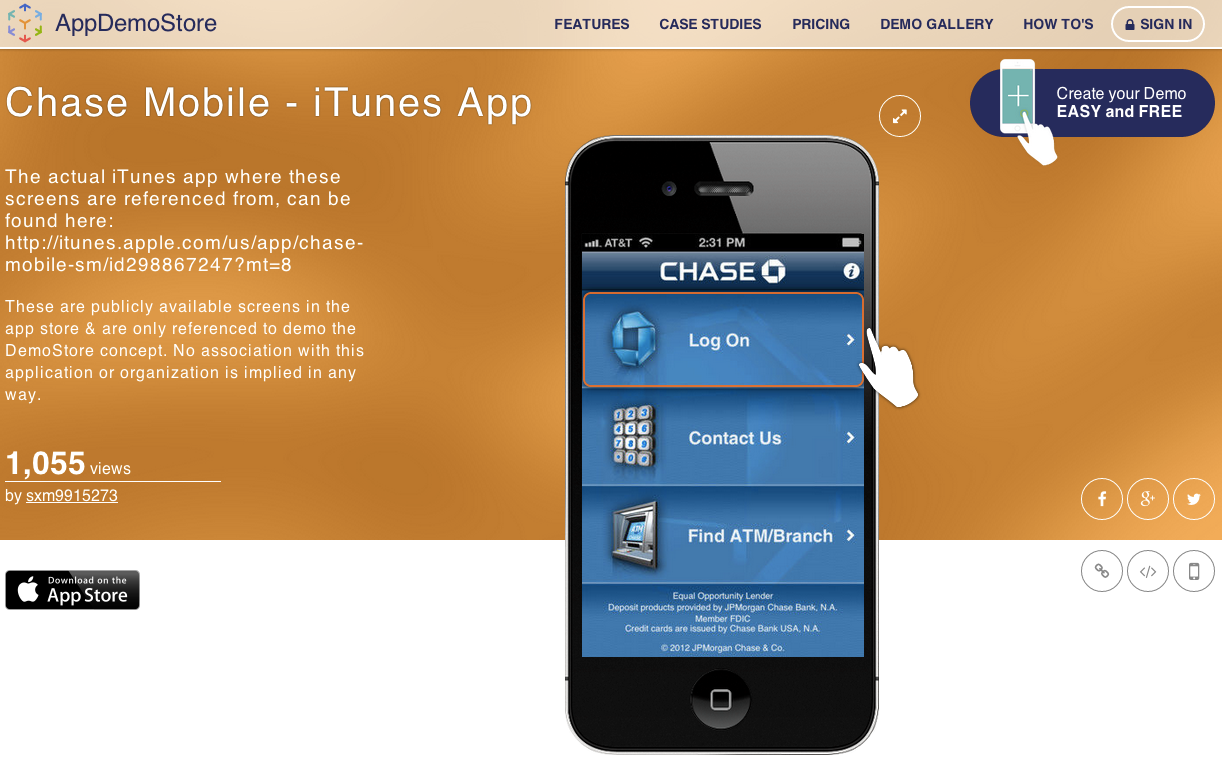 AppDemoStore
FEATURES CASE STUDIES PRICING DEMO GALLERY HOW TO'S SIGN IN
Chase Mobile - iTunes App
Create your Demo
EASY and FREE
The actual iTunes app where these
screens are referenced from, can be
found here:
http://itunes.apple.com/us/app/chase-
mobile-sm/id298867247?mt=8
These are publicly available screens in the
app store & are only referenced to demo the
DemoStore concept. No association with this
application or organization is implied in any
way.
1,055 views
by sxm9915273
Download on the
App Store
AT&T 2:31 PM
CHASE i
Log On
1 2 3
4 5 6
7 8 9
* 0 #
Contact Us
ATM
Find ATM/Branch
Equal Opportunity Lender
Deposit products provided by JPMorgan Chase Bank, N.A.
Member FDIC
Credit cards are issued by Chase Bank USA, N.A.
© 2012 JPMorgan Chase & Co.
f g+
</>